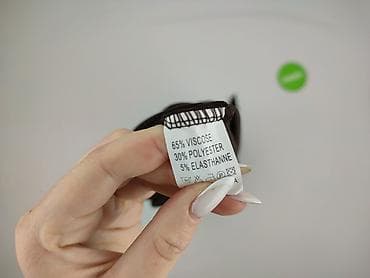 65% VISCOSE
30% POLYESTER
5% ELASTHANNE